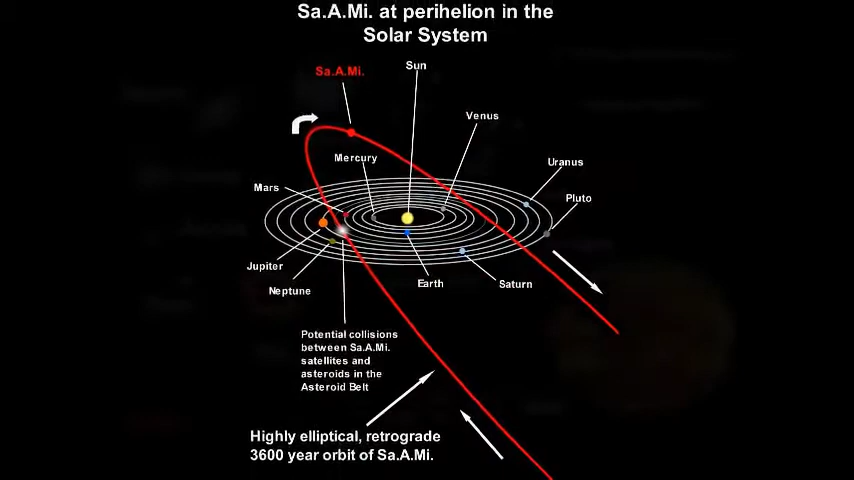 Sa.A.Mi. at perihelion in the
Solar System
Sun
Sa.A.Mi.
Venus
Mercury
Uranus
Mars
Pluto
Jupiter
Earth
Saturn
Neptune
Potential collisions
between Sa.A.Mi.
satellites and
asteroids in the
Asteroid Belt
Highly elliptical, retrograde
3600 year orbit of Sa.A.Mi.